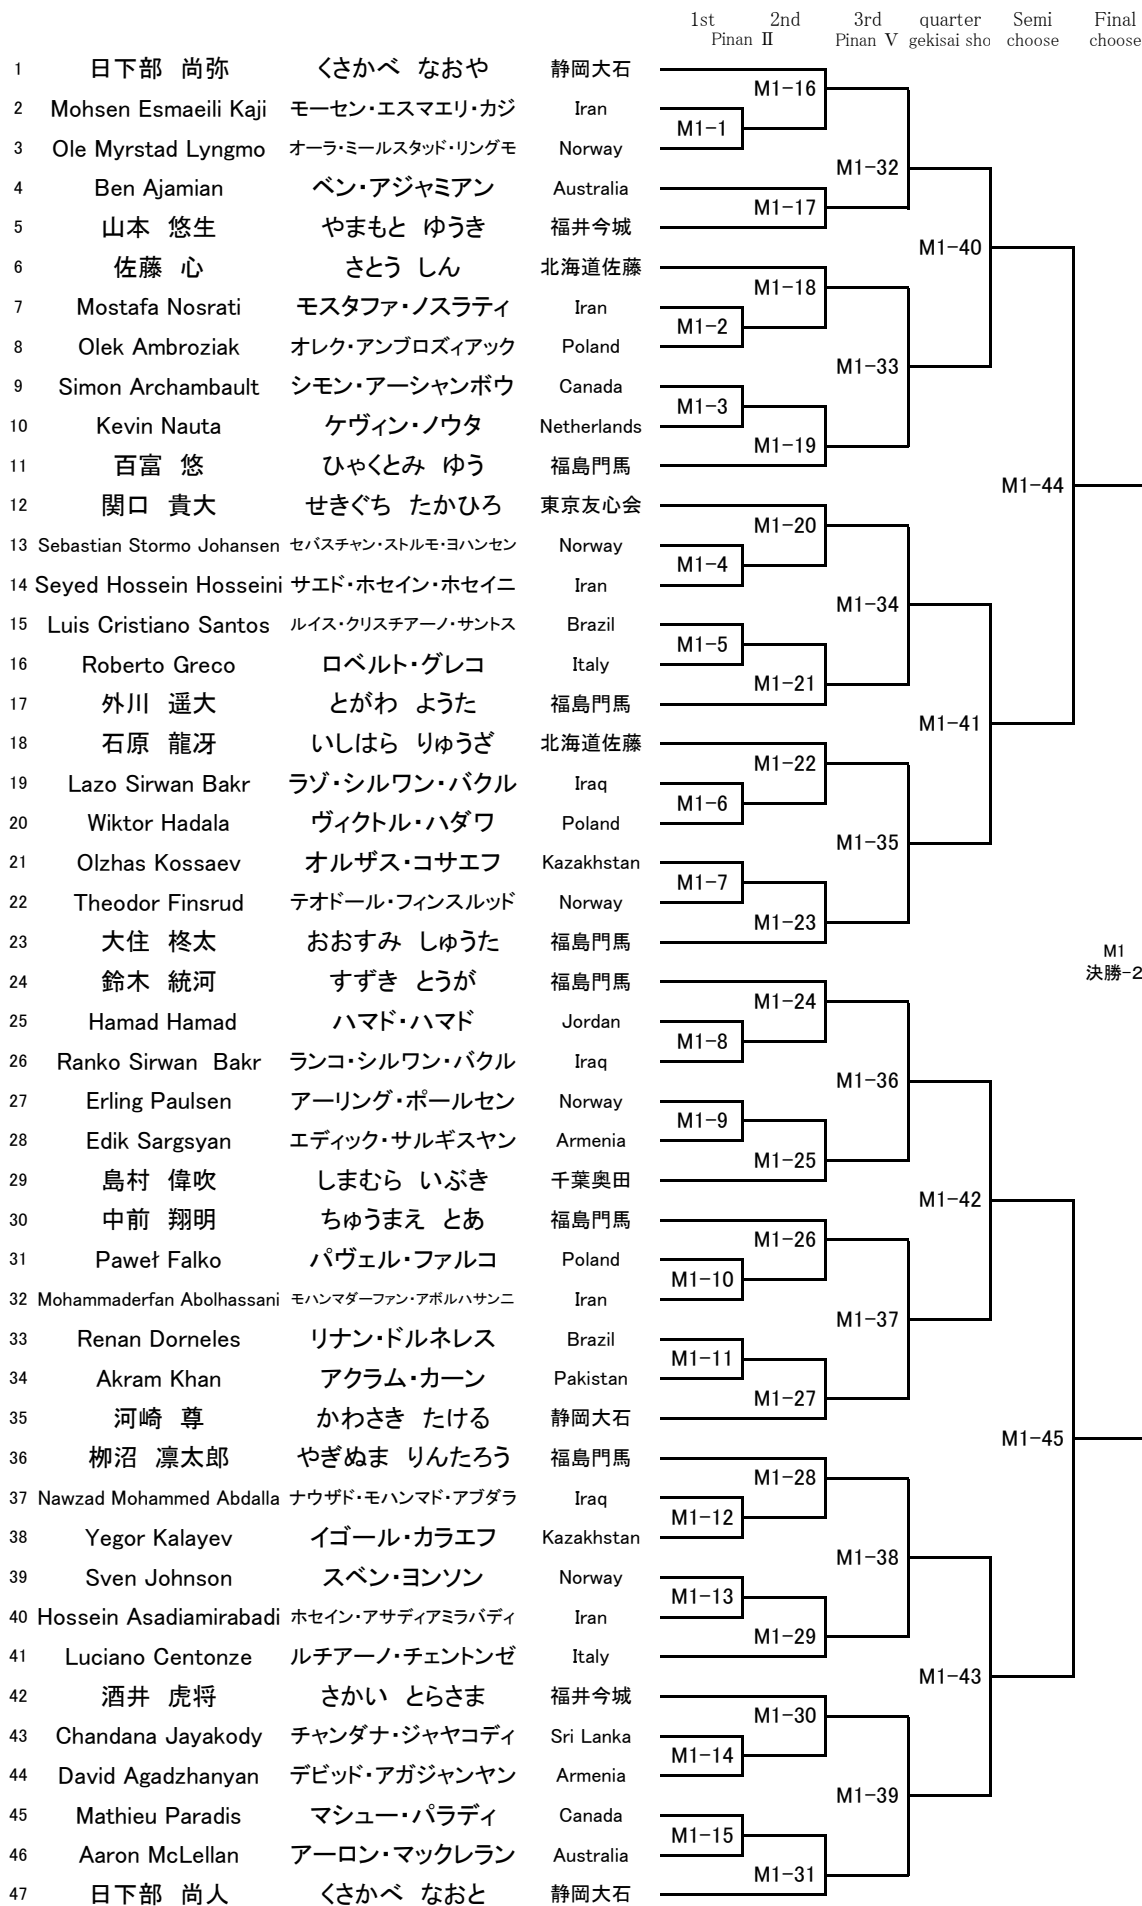 1st 2nd 3rd quarter Semi Final
Pinan Ⅱ Pinan Ⅴ gekisai sho choose choose
1 日下部 尚弥 くさかべ なおや 静岡大石
M1-16
2 Mohsen Esmaeili Kaji モーセン・エスマエリ・カジ Iran
M1-1
3 Ole Myrstad Lyngmo オーラ・ミールスタッド・リングモ Norway
M1-32
4 Ben Ajamian ベン・アジャミアン Australia
M1-17
5 山本 悠生 やまもと ゆうき 福井今城
M1-40
6 佐藤 心 さとう しん 北海道佐藤
M1-18
7 Mostafa Nosrati モスタファ・ノスラティ Iran
M1-2
8 Olek Ambroziak オレク・アンブロズィアック Poland
M1-33
9 Simon Archambault シモン・アーシャンボウ Canada
M1-3
10 Kevin Nauta ケヴィン・ノウタ Netherlands
M1-19
11 百富 悠 ひゃくとみ ゆう 福島門馬
M1-44
12 関口 貴大 せきぐち たかひろ 東京友心会
M1-20
13 Sebastian Stormo Johansen セバスチャン・ストルモ・ヨハンセン Norway
M1-4
14 Seyed Hossein Hosseini サエド・ホセイン・ホセイニ Iran
M1-34
15 Luis Cristiano Santos ルイス・クリスチアーノ・サントス Brazil
M1-5
16 Roberto Greco ロベルト・グレコ Italy
M1-21
17 外川 遥大 とがわ ようた 福島門馬
M1-41
18 石原 龍冴 いしはら りゅうざ 北海道佐藤
M1-22
19 Lazo Sirwan Bakr ラゾ・シルワン・バクル Iraq
M1-6
20 Wiktor Hadala ヴィクトル・ハダワ Poland
M1-35
21 Olzhas Kossaev オルザス・コサエフ Kazakhstan
M1-7
22 Theodor Finsrud テオドール・フィンスルッド Norway
M1-23
23 大住 柊太 おおすみ しゅうた 福島門馬
M1
決勝-2
24 鈴木 統河 すずき とうが 福島門馬
M1-24
25 Hamad Hamad ハマド・ハマド Jordan
M1-8
26 Ranko Sirwan Bakr ランコ・シルワン・バクル Iraq
M1-36
27 Erling Paulsen アーリング・ポールセン Norway
M1-9
28 Edik Sargsyan エディック・サルギスヤン Armenia
M1-25
29 島村 偉吹 しまむら いぶき 千葉奥田
M1-42
30 中前 翔明 ちゅうまえ とあ 福島門馬
M1-26
31 Paweł Falko パヴェル・ファルコ Poland
M1-10
32 Mohammaderfan Abolhassani モハンマダーファン・アボルハサンニ Iran
M1-37
33 Renan Dorneles リナン・ドルネレス Brazil
M1-11
34 Akram Khan アクラム・カーン Pakistan
M1-27
35 河崎 尊 かわさき たける 静岡大石
M1-45
36 栁沼 凛太郎 やぎぬま りんたろう 福島門馬
M1-28
37 Nawzad Mohammed Abdalla ナウザド・モハンマド・アブダラ Iraq
M1-12
38 Yegor Kalayev イゴール・カラエフ Kazakhstan
M1-38
39 Sven Johnson スベン・ヨンソン Norway
M1-13
40 Hossein Asadiamirabadi ホセイン・アサディアミラバディ Iran
M1-29
41 Luciano Centonze ルチアーノ・チェントンゼ Italy
M1-43
42 酒井 虎将 さかい とらさま 福井今城
M1-30
43 Chandana Jayakody チャンダナ・ジャヤコディ Sri Lanka
M1-14
44 David Agadzhanyan デビッド・アガジャンヤン Armenia
M1-39
45 Mathieu Paradis マシュー・パラディ Canada
M1-15
46 Aaron McLellan アーロン・マックレラン Australia
M1-31
47 日下部 尚人 くさかべ なおと 静岡大石